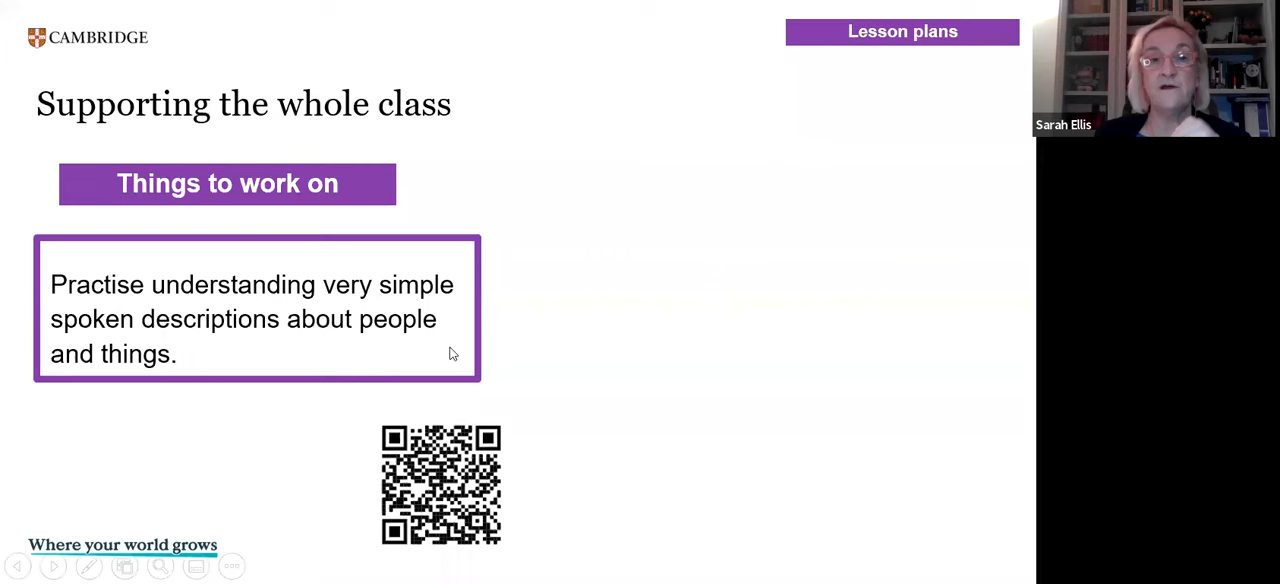 CAMBRIDGE
Lesson plans
Supporting the whole class
Sarah Ellis
Things to work on
Practise understanding very simple
spoken descriptions about people
and things.
Where your world grows